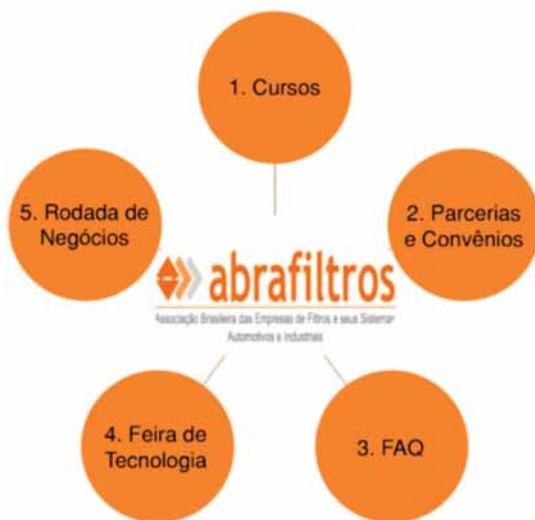 1. Cursos
2. Parcerias
e Convênios
3. FAQ
4. Feira de
Tecnologia
5. Rodada de
Negócios
abrafiltros
Associação Brasileira das Empresas de Filtros e seus Sistemas
Automotivos e Industriais